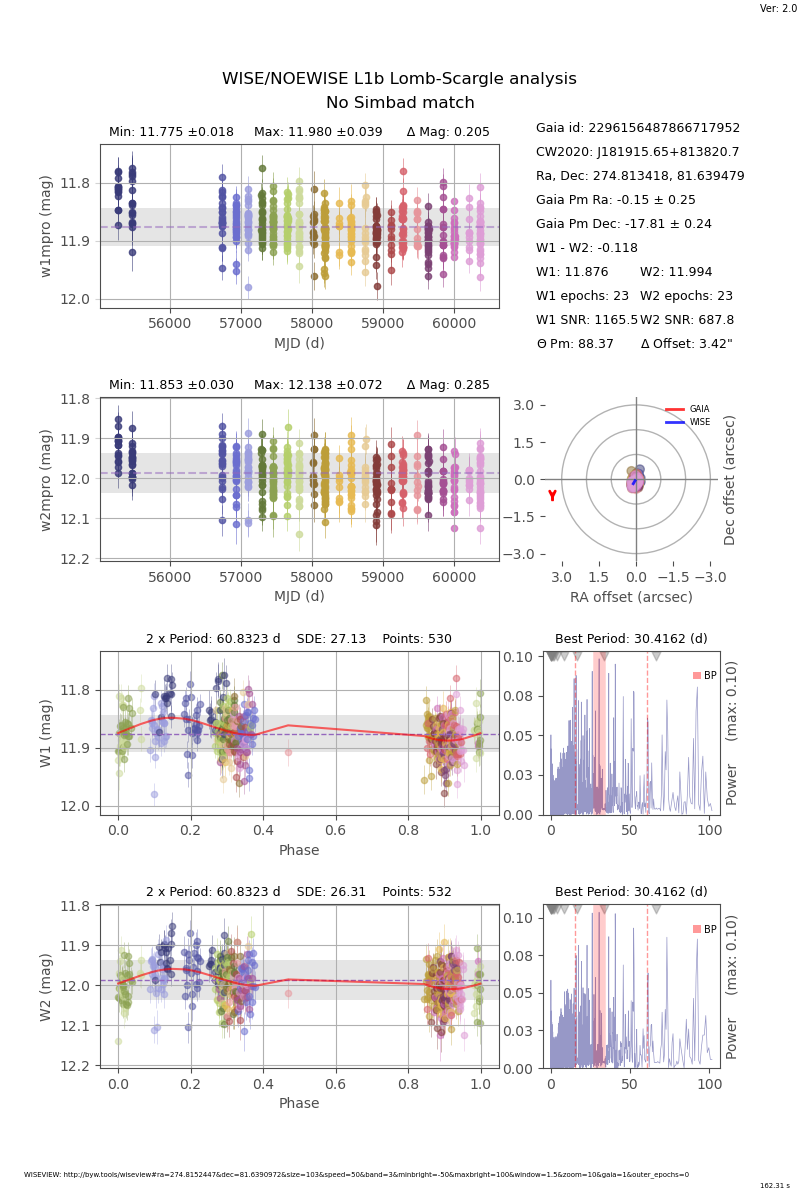 Ver: 2.0
WISE/NOEWISE L1b Lomb-Scargle analysis
No Simbad match
Min: 11.775 ±0.018 Max: 11.980 ±0.039 Δ Mag: 0.205
11.8
11.9
12.0
w1mpro (mag)
56000 57000 58000 59000 60000
MJD (d)
Gaia id: 2296156487866717952
CW2020: J181915.65+813820.7
Ra, Dec: 274.813418, 81.639479
Gaia Pm Ra: -0.15 ± 0.25
Gaia Pm Dec: -17.81 ± 0.24
W1 - W2: -0.118
W1: 11.876 W2: 11.994
W1 epochs: 23 W2 epochs: 23
W1 SNR: 1165.5 W2 SNR: 687.8
Θ Pm: 88.37 Δ Offset: 3.42"
Min: 11.853 ±0.030 Max: 12.138 ±0.072 Δ Mag: 0.285
11.8
11.9
12.0
12.1
12.2
w2mpro (mag)
56000 57000 58000 59000 60000
MJD (d)
GAIA
WISE
3.0
1.5
0.0
−1.5
−3.0
Dec offset (arcsec)
3.0 1.5 0.0 −1.5 −3.0
RA offset (arcsec)
2 x Period: 60.8323 d SDE: 27.13 Points: 530
11.8
11.9
12.0
W1 (mag)
0.0 0.2 0.4 0.6 0.8 1.0
Phase
Best Period: 30.4162 (d)
BP
0.10
0.08
0.05
0.03
0.00
Power (max: 0.10)
0 50 100
2 x Period: 60.8323 d SDE: 26.31 Points: 532
11.8
11.9
12.0
12.1
12.2
W2 (mag)
0.0 0.2 0.4 0.6 0.8 1.0
Phase
Best Period: 30.4162 (d)
BP
0.10
0.08
0.05
0.03
0.00
Power (max: 0.10)
0 50 100
WISEVIEW: http://byw.tools/wiseview#ra=274.8152447&dec=81.6390972&size=103&speed=50&band=3&minbright=-50&maxbright=100&window=1.5&zoom=10&gaia=1&outer_epochs=0
162.31 s